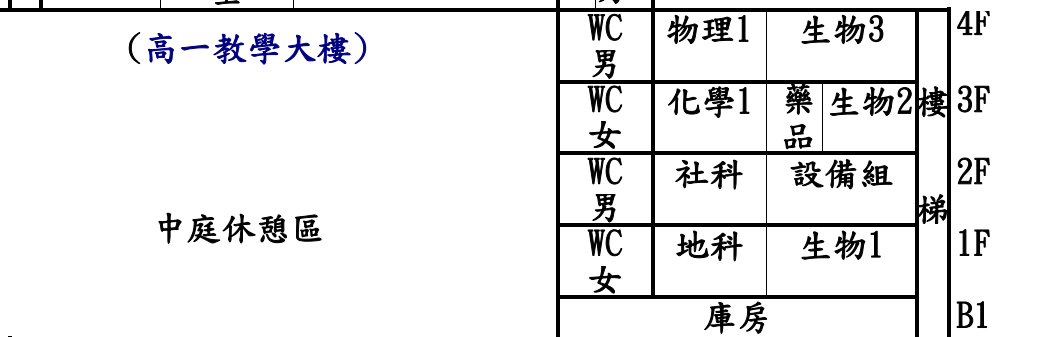 (高一教學大樓)
中庭休憩區
WC 物理1 生物3 4F
男
WC 化學1 藥 生物2 樓 3F
女 品
WC 社科 設備組 2F
男 梯
WC 地科 生物1 1F
女
庫房 B1